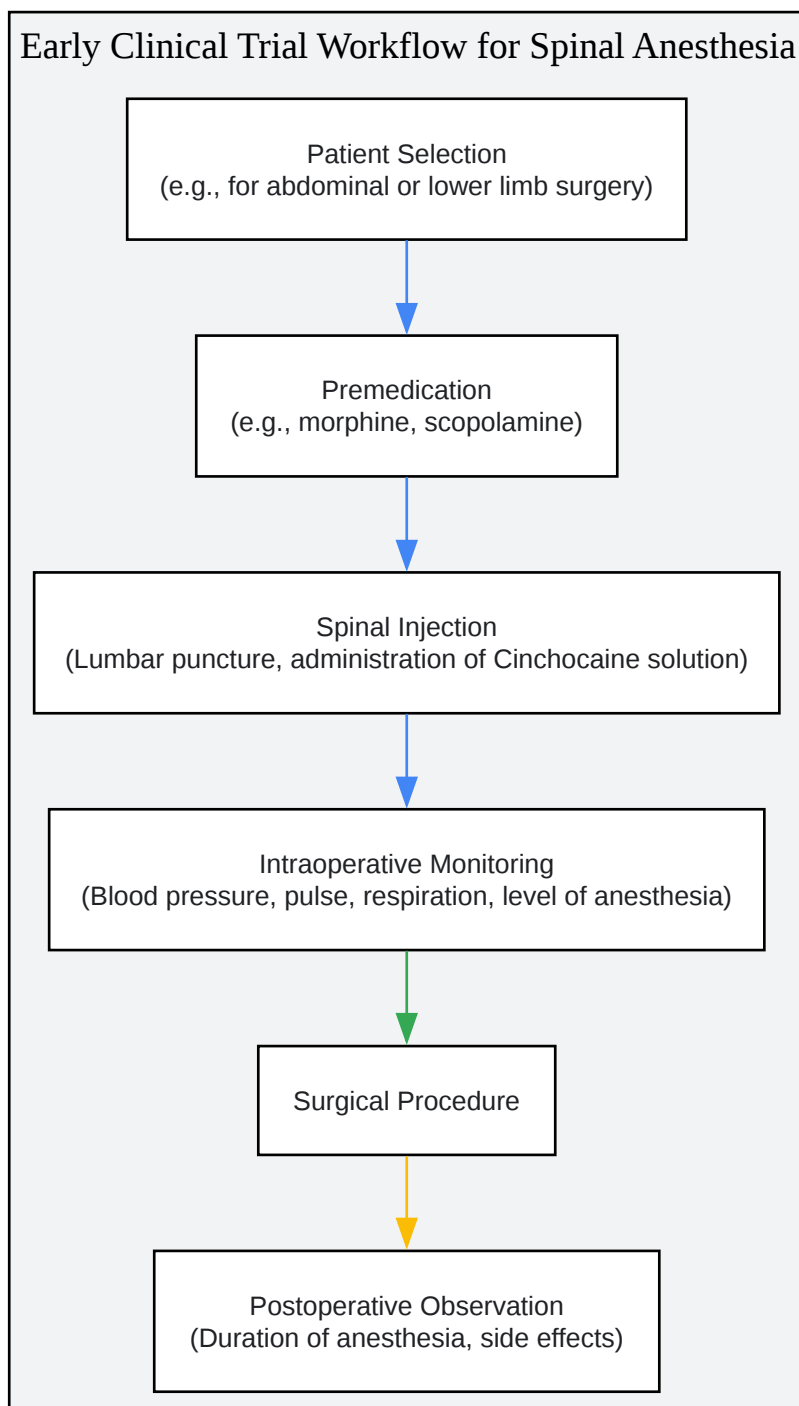 Early Clinical Trial Workflow for Spinal Anesthesia
Patient Selection
(e.g., for abdominal or lower limb surgery)
Premedication
(e.g., morphine, scopolamine)
Spinal Injection
(Lumbar puncture, administration of Cinchocaine solution)
Intraoperative Monitoring
(Blood pressure, pulse, respiration, level of anesthesia)
Surgical Procedure
Postoperative Observation
(Duration of anesthesia, side effects)